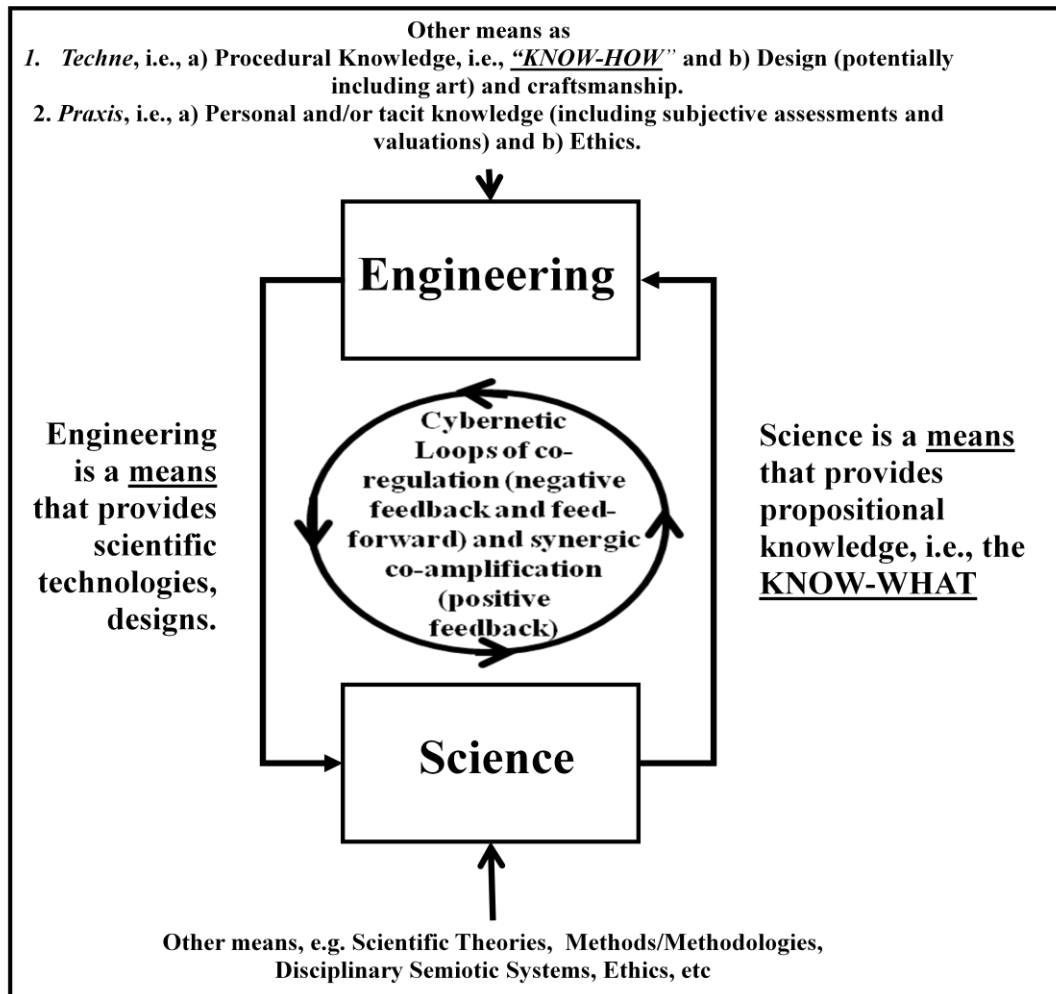 Other means as
1. Techne, i.e., a) Procedural Knowledge, i.e., “KNOW-HOW” and b) Design (potentially
including art) and craftsmanship.
2. Praxis, i.e., a) Personal and/or tacit knowledge (including subjective assessments and
valuations) and b) Ethics.
Engineering
Engineering
is a means
that provides
scientific
technologies,
designs.
Cybernetic
Loops of co-
regulation (negative
feedback and feed-
forward) and synergic
co-amplification
(positive
feedback)
Science is a means
that provides
propositional
knowledge, i.e., the
KNOW-WHAT
Science
Other means, e.g. Scientific Theories, Methods/Methodologies,
Disciplinary Semiotic Systems, Ethics, etc